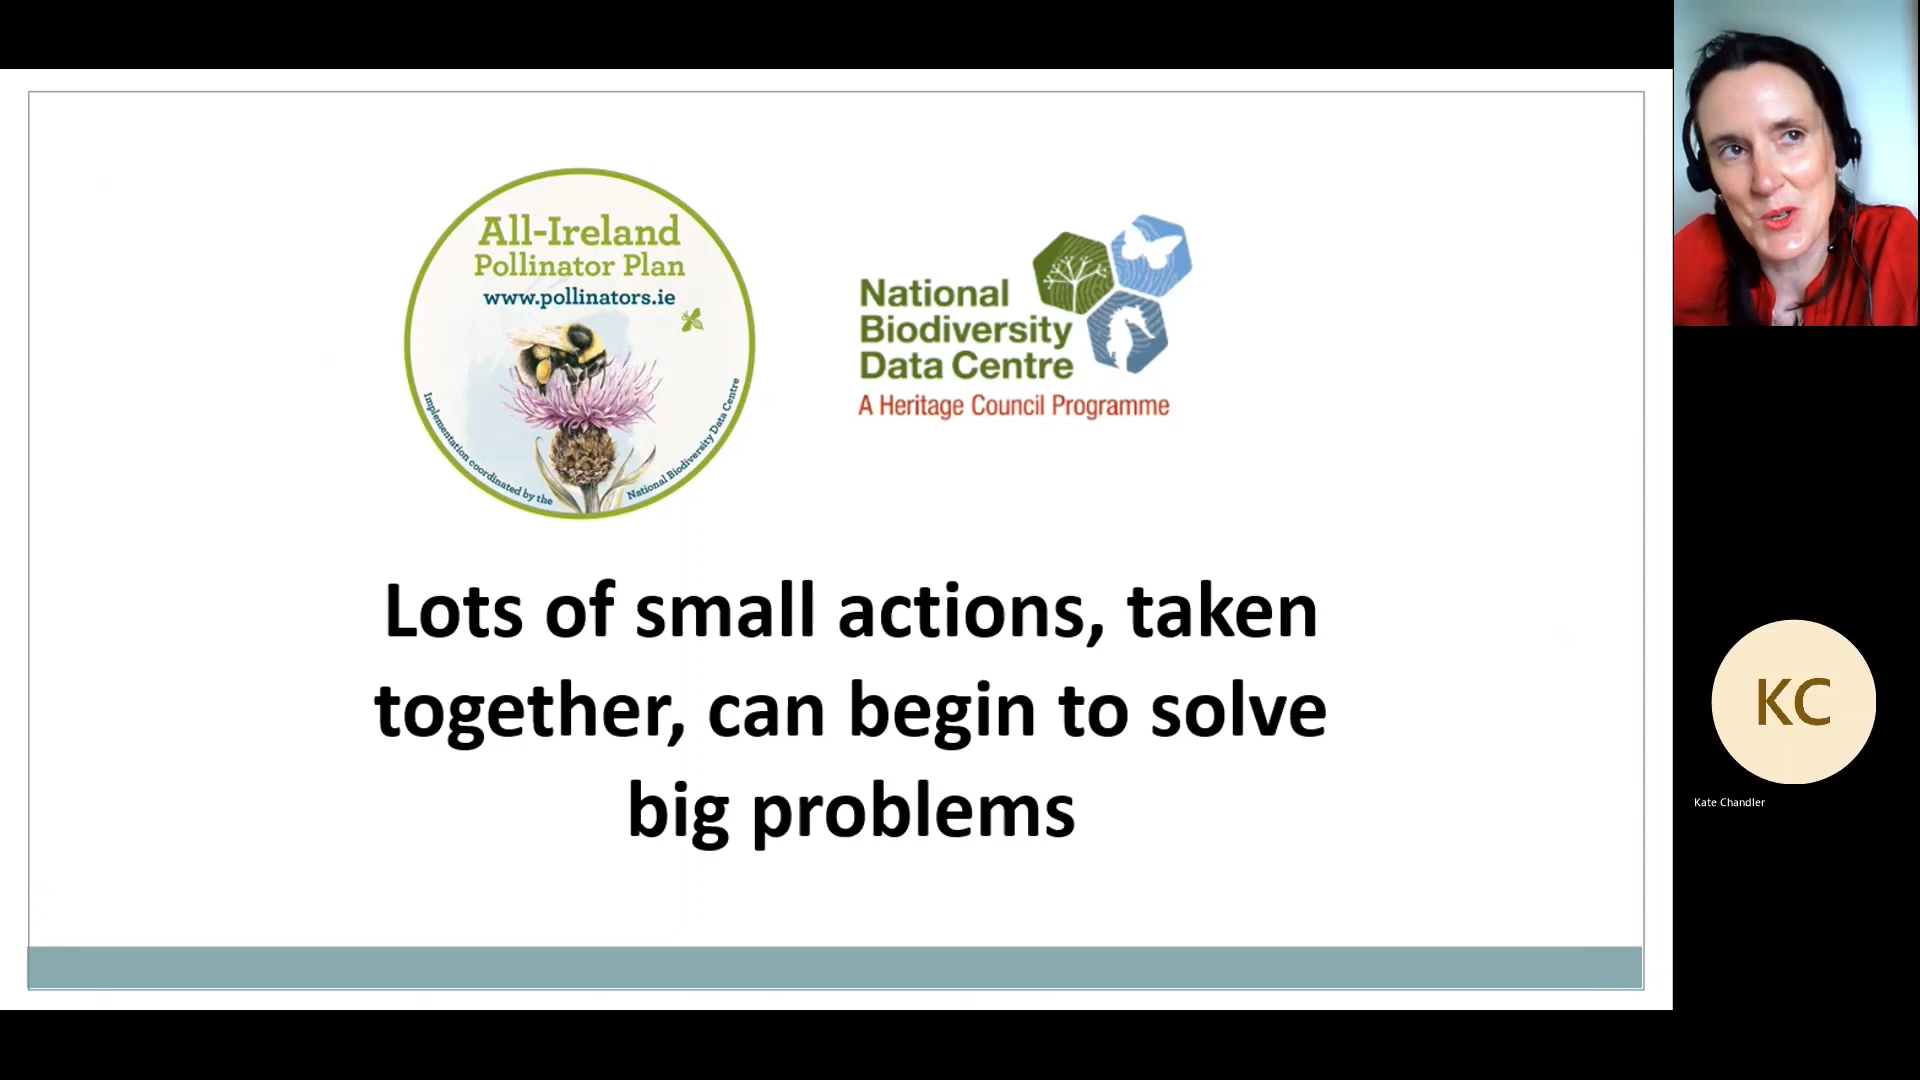 All-Ireland
Pollinator Plan
www.pollinators.ie
Implementation coordinated by the
National Biodiversity Data Centre
National
Biodiversity
Data Centre
A Heritage Council Programme
Lots of small actions, taken
together, can begin to solve
big problems
KC
Kate Chandler